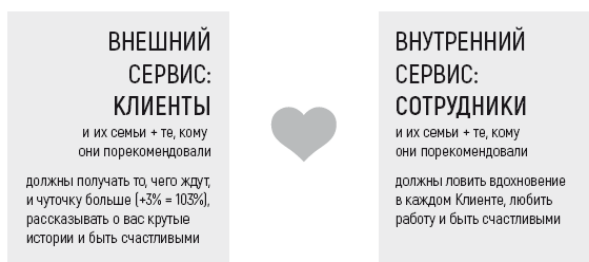 ВНЕШНИЙ
СЕРВИС:
КЛИЕНТЫ
и их семьи + те, кому
они порекомендовали
должны получать то, чего ждут,
и чуточку больше (+3% = 103%),
рассказывать о вас крутые
истории и быть счастливыми
ВНУТРЕННИЙ
СЕРВИС:
СОТРУДНИКИ
и их семьи + те, кому
они порекомендовали
должны ловить вдохновение
в каждом Клиенте, любить
работу и быть счастливыми